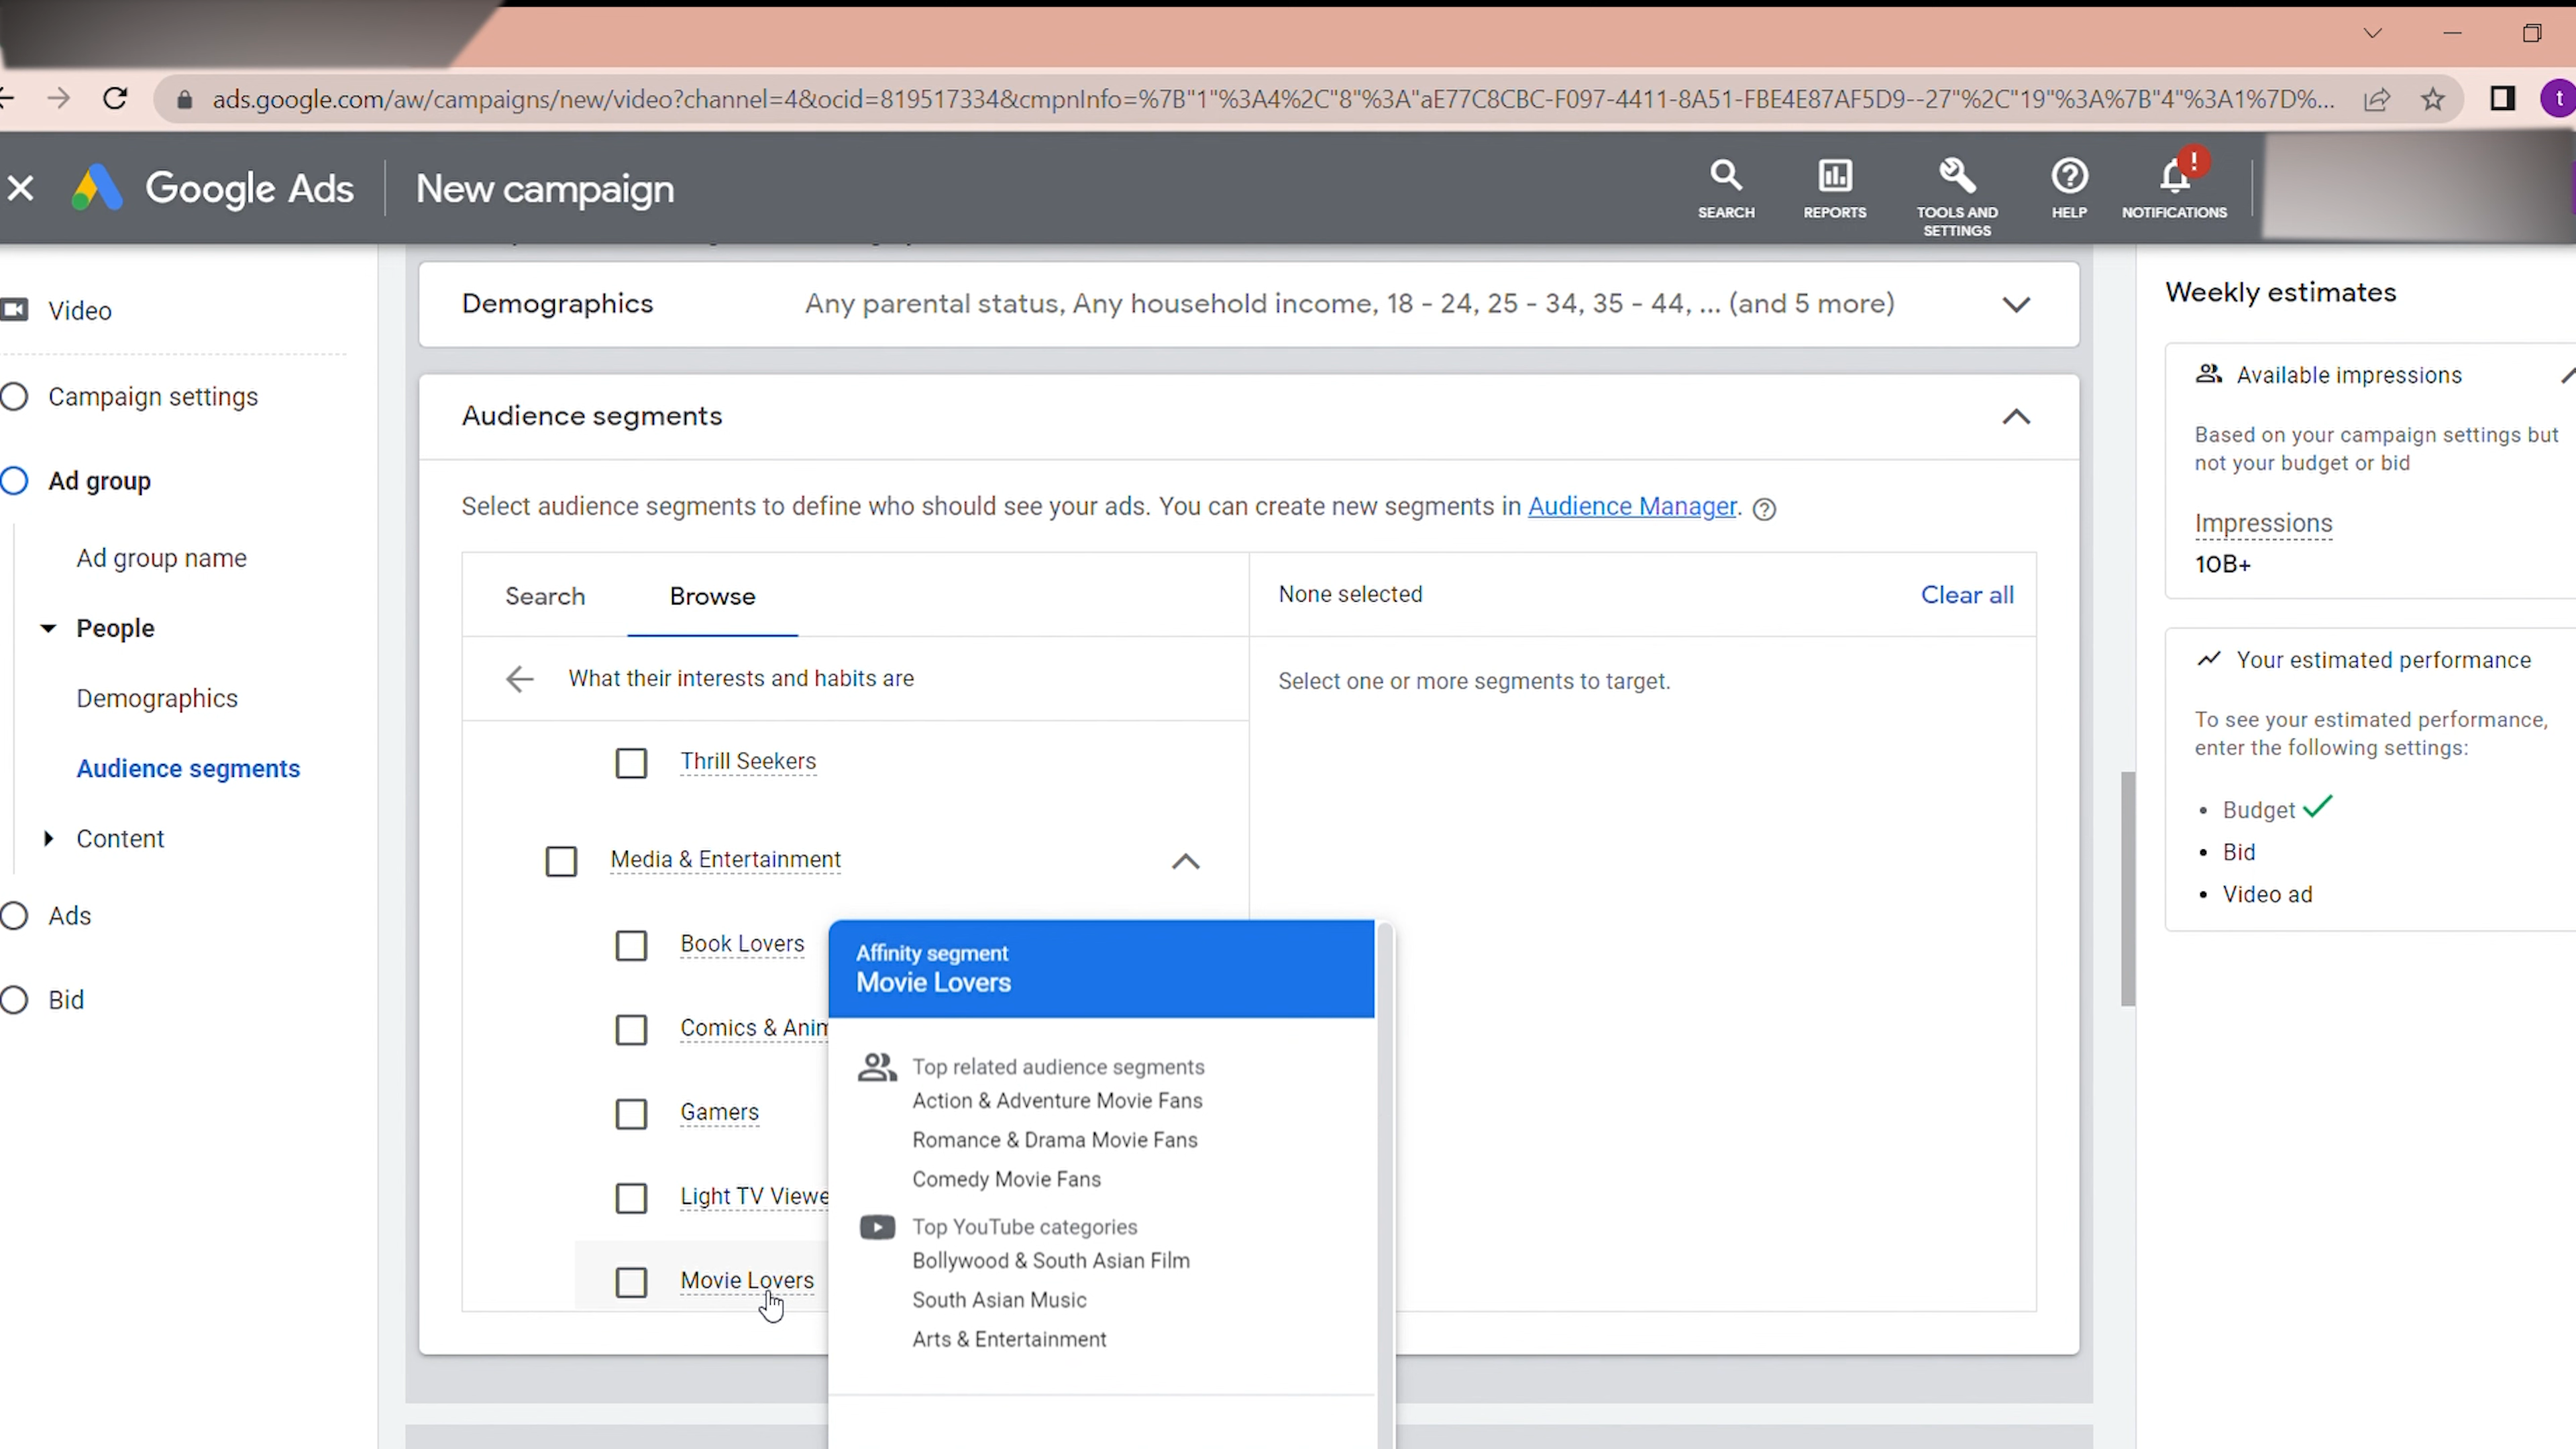 ads.google.com/aw/campaigns/new/video?channel=4&ocid=819517334&cmpnInfo=%7B"1"%3A4%2C"8"%3A"aE77C8CBC-F097-4411-8A51-FBE4E87AF5D9--27"%2C"19"%3A%7B"4"%3A1%7D%...
t
Google Ads
New campaign
SEARCH
REPORTS
TOOLS AND
SETTINGS
HELP
!
NOTIFICATIONS
Video
Campaign settings
Ad group
Ad group name
People
Demographics
Audience segments
Content
Ads
Bid
Demographics
Any parental status, Any household income, 18 - 24, 25 - 34, 35 - 44, ... (and 5 more)
Audience segments
Select audience segments to define who should see your ads. You can create new segments in Audience Manager.
Search
Browse
None selected
Clear all
What their interests and habits are
Select one or more segments to target.
Thrill Seekers
Media & Entertainment
Book Lovers
Comics & Anim
Gamers
Light TV Viewe
Movie Lovers
Affinity segment
Movie Lovers
Top related audience segments
Action & Adventure Movie Fans
Romance & Drama Movie Fans
Comedy Movie Fans
Top YouTube categories
Bollywood & South Asian Film
South Asian Music
Arts & Entertainment
Weekly estimates
Available impressions
Based on your campaign settings but
not your budget or bid
Impressions
10B+
Your estimated performance
To see your estimated performance,
enter the following settings:
• Budget
• Bid
• Video ad